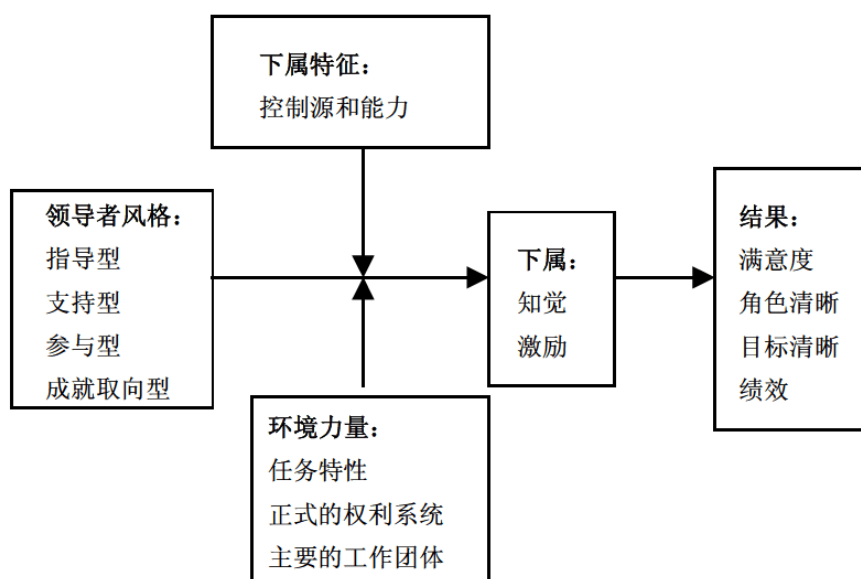 下属特征：
控制源和能力
领导者风格：
指导型
支持型
参与型
成就取向型
下属：
知觉
激励
结果：
满意度
角色清晰
目标清晰
绩效
环境力量：
任务特性
正式的权利系统
主要的工作团体